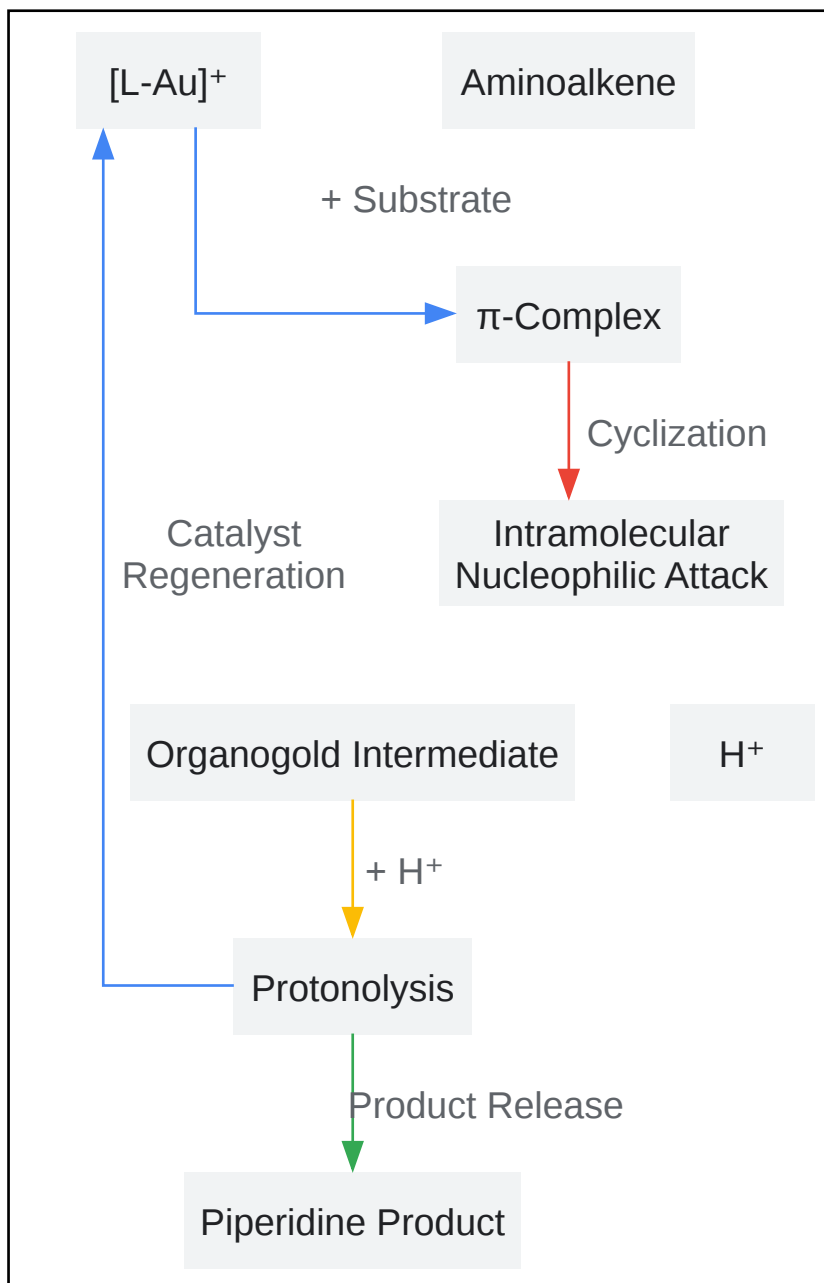 [L-Au]⁺
Aminoalkene
+ Substrate
π-Complex
Cyclization
Intramolecular
Nucleophilic Attack
Catalyst
Regeneration
Organogold Intermediate
H⁺
+ H⁺
Protonolysis
Product Release
Piperidine Product